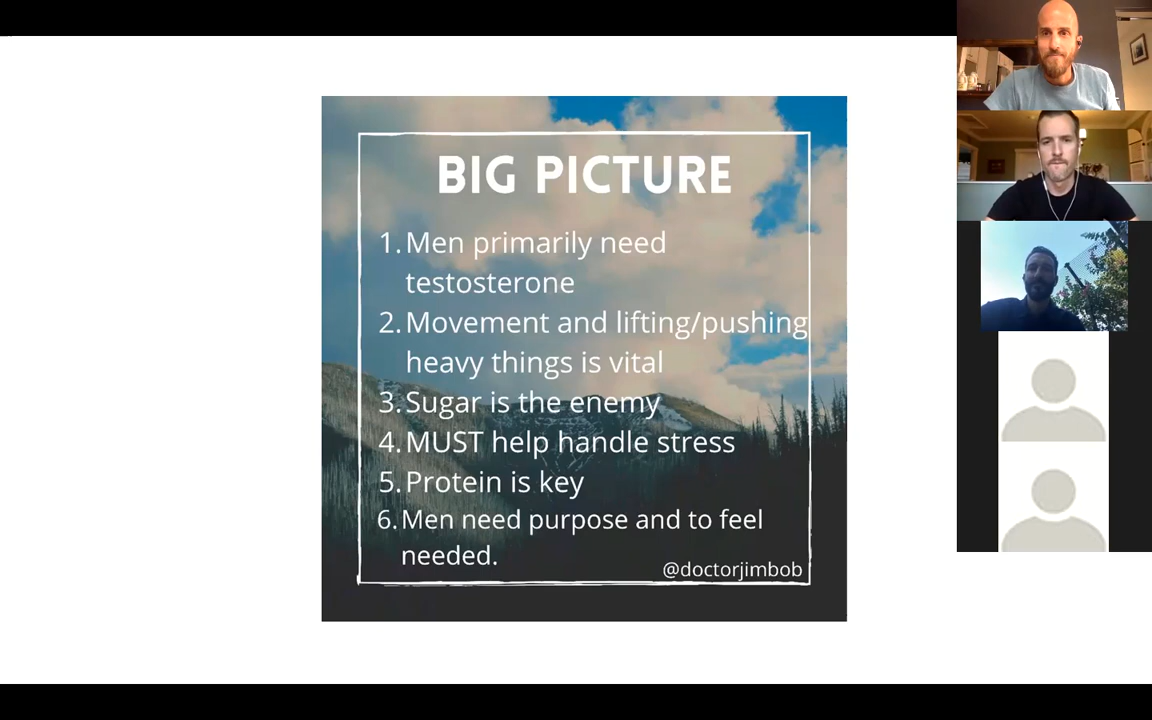 BIG PICTURE
1. Men primarily need
testosterone
2. Movement and lifting/pushing
heavy things is vital
3. Sugar is the enemy
4. MUST help handle stress
5. Protein is key
6. Men need purpose and to feel
needed.
@doctorjimbob